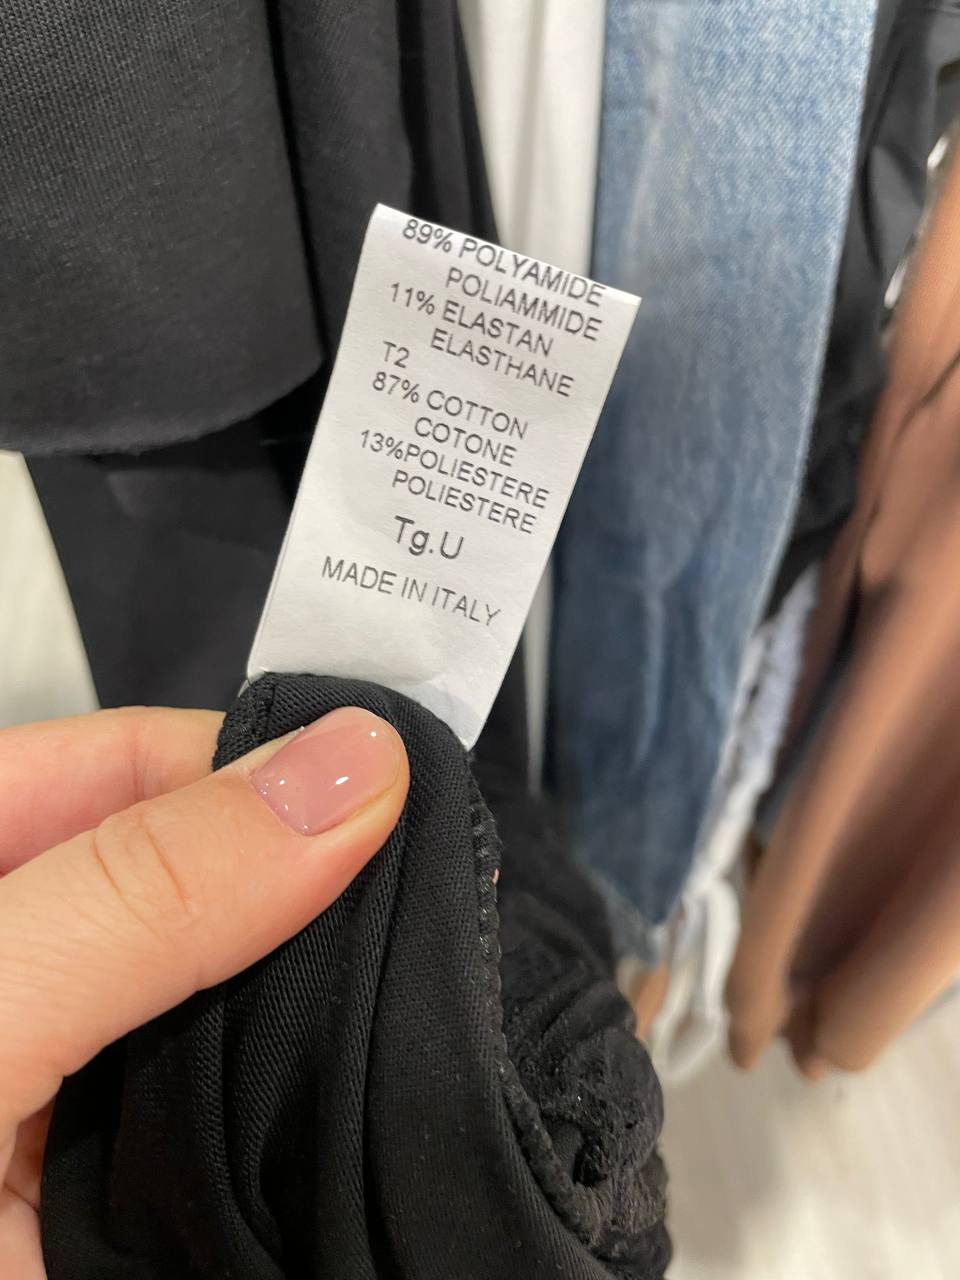 89% POLYAMIDE
POLIAMMIDE
11% ELASTAN
ELASTHANE
T2
87% COTTON
COTONE
13%POLIESTERE
POLIESTERE
Tg.U
MADE IN ITALY